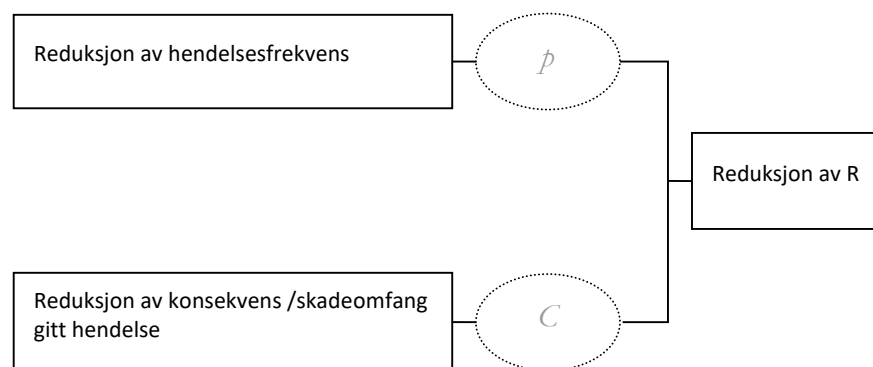 Reduksjon av hendelsesfrekvens
p
Reduksjon av R
Reduksjon av konsekvens /skadeomfang
gitt hendelse
C